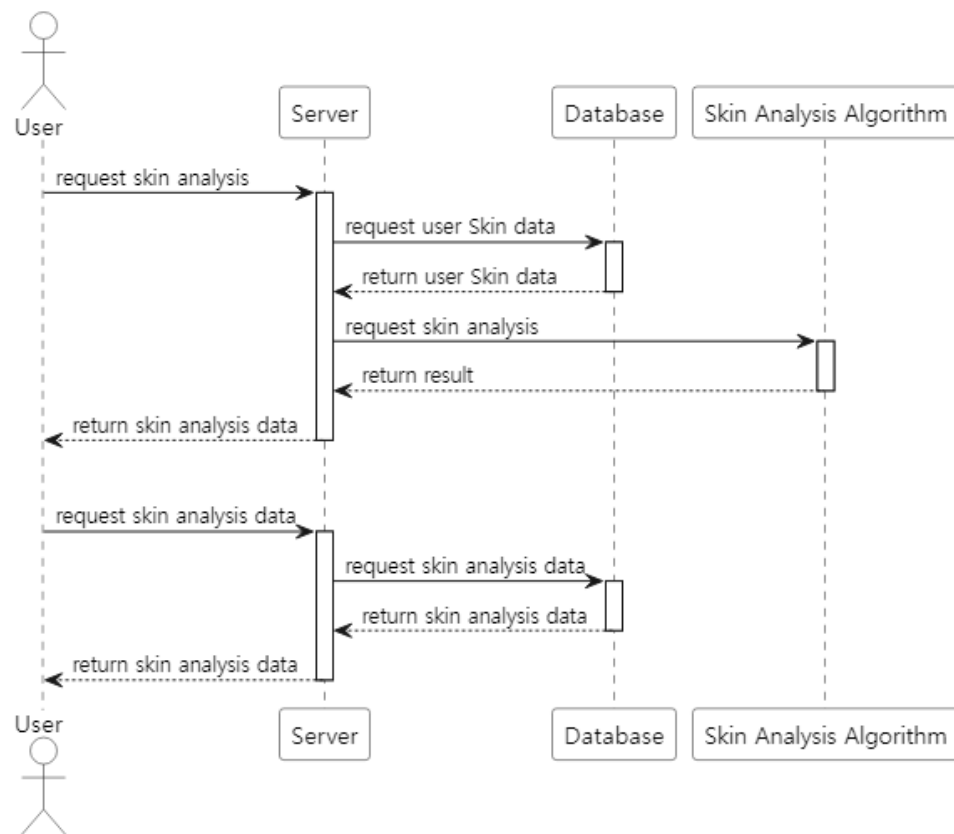 User
Server
Database
Skin Analysis Algorithm
request skin analysis
request user Skin data
return user Skin data
request skin analysis
return result
return skin analysis data
request skin analysis data
request skin analysis data
return skin analysis data
return skin analysis data
User
Server
Database
Skin Analysis Algorithm